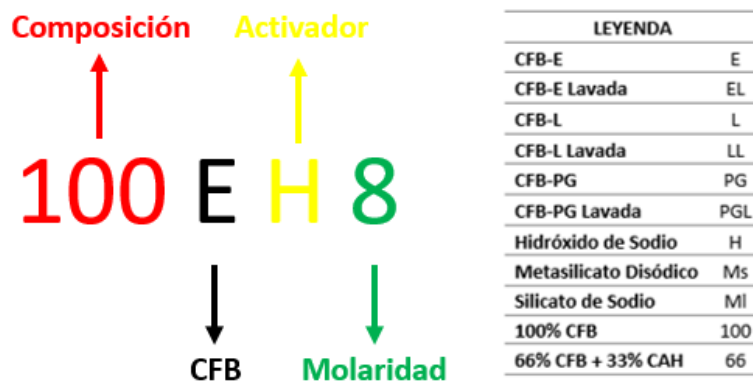 Composición Activador
100 E H 8
CFB Molaridad
LEYENDA
CFB-E E
CFB-E Lavada EL
CFB-L L
CFB-L Lavada LL
CFB-PG PG
CFB-PG Lavada PGL
Hidróxido de Sodio H
Metasilicato Disódico Ms
Silicato de Sodio Ml
100% CFB 100
66% CFB + 33% CAH 66